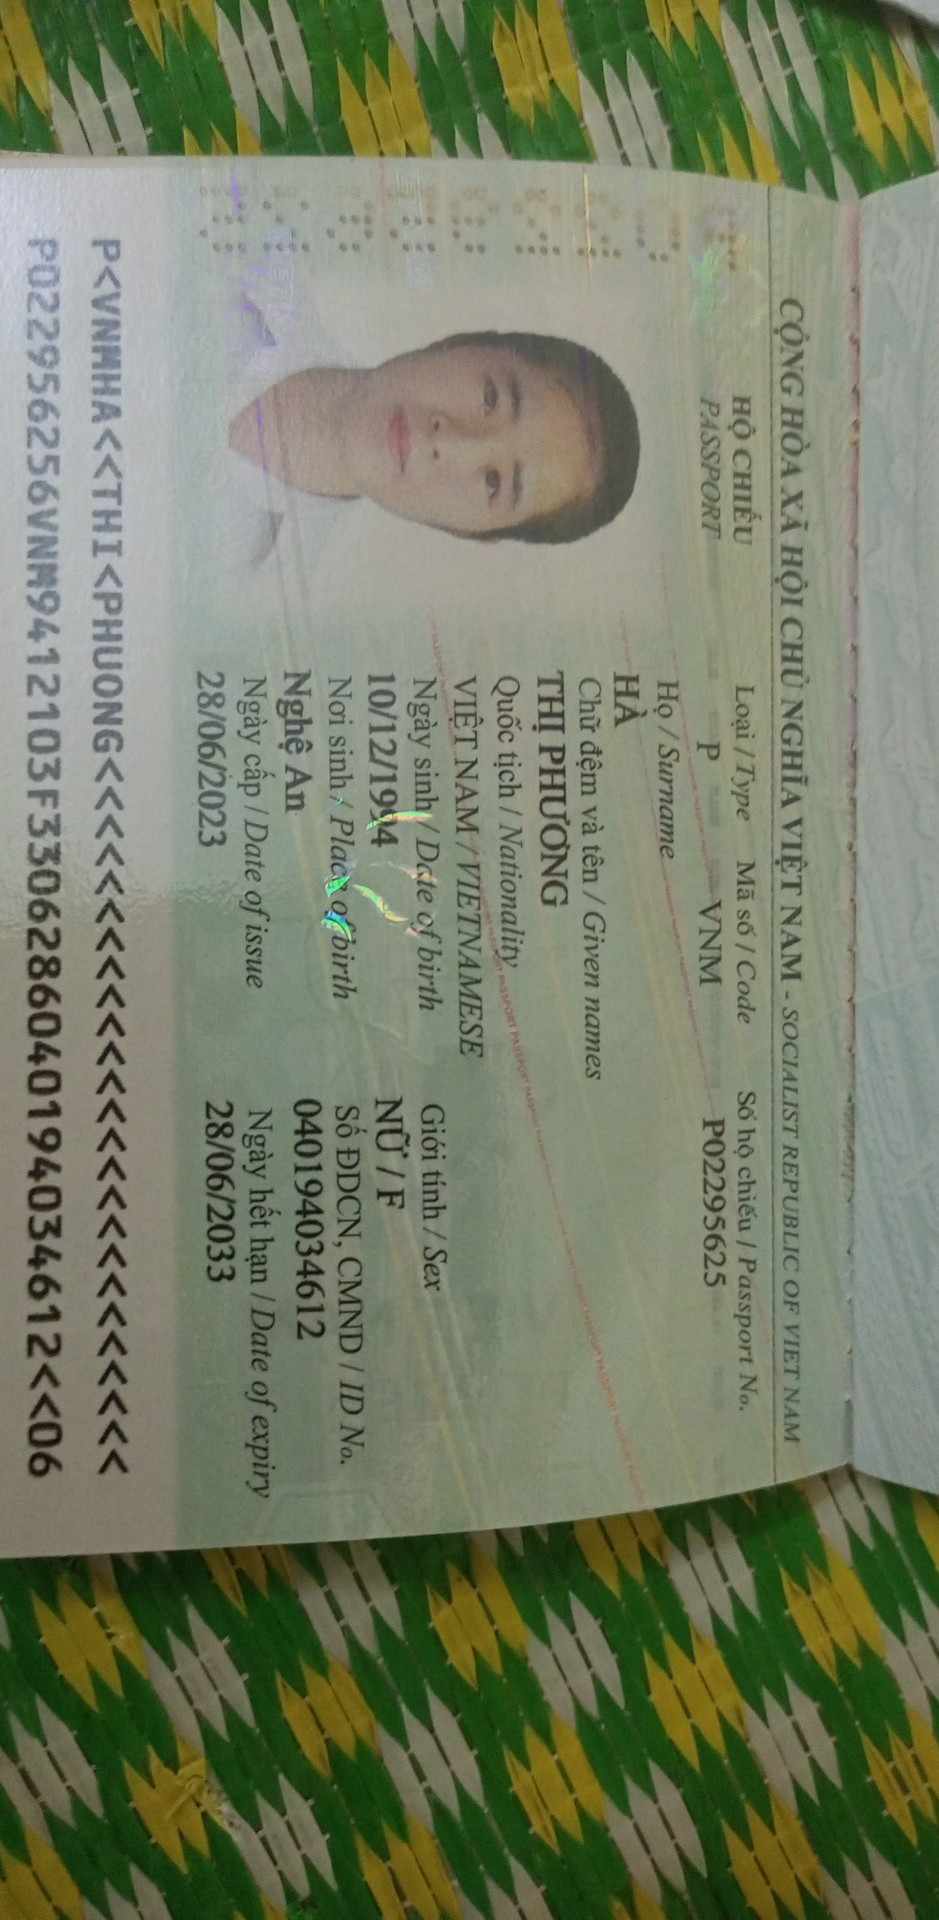 CỘNG HÒA XÃ HỘI CHỦ NGHĨA VIỆT NAM - SOCIALIST REPUBLIC OF VIET NAM
HỘ CHIẾU Loại / Type Mã số / Code Số hộ chiếu / Passport No.
PASSPORT P VNM P02295625
Họ / Surname
HÀ
Chữ đệm và tên / Given names
THỊ PHƯƠNG
Quốc tịch / Nationality
VIỆT NAM / VIETNAMESE
Ngày sinh / Date of birth Giới tính / Sex
10/12/1994 NỮ / F
Nơi sinh / Place of birth Số ĐDCN, CMND / ID No.
Nghệ An 040194034612
Ngày cấp / Date of issue Ngày hết hạn / Date of expiry
28/06/2023 28/06/2033
P<VNMHA<<THI<PHUONG<<<<<<<<<<<<<<<<<<<<<<<<<
P022956256VNM9412103F3306286040194034612<<06